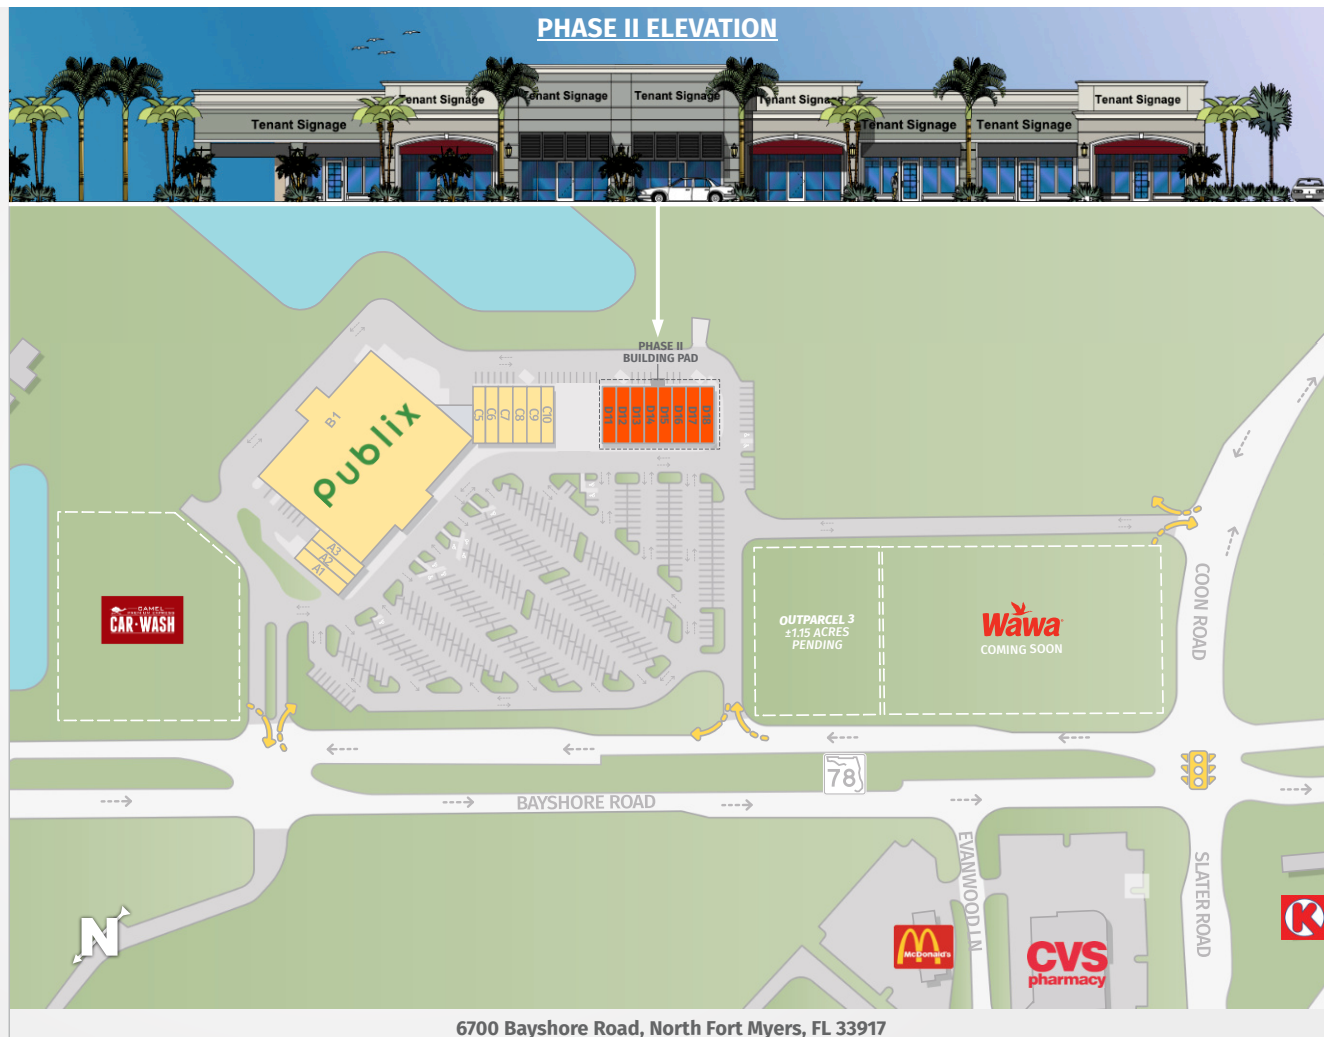 PHASE II ELEVATION
Tenant Signage
Tenant Signage
Tenant Signage
Tenant Signage
Tenant Signage
Tenant Signage
Tenant Signage
Tenant Signage
PHASE II
BUILDING PAD
B1
Publix
C5
C6
C7
C8
C9
C10
D11
D12
D13
D14
D15
D16
D17
D18
A3
A2
A1
CAMEL
CAR-WASH
OUTPARCEL 3
±1.15 ACRES
PENDING
Wawa
COMING SOON
COON ROAD
78
BAYSHORE ROAD
EVANWOOD LN
SLATER ROAD
N
McDonald's
CVS
pharmacy
K
6700 Bayshore Road, North Fort Myers, FL 33917